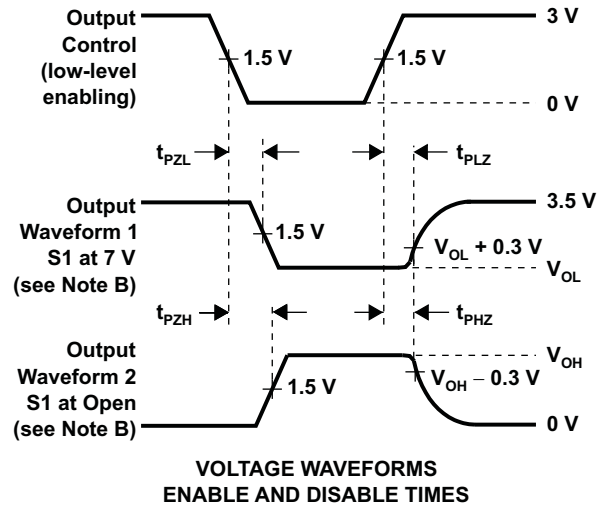 Output
Control
(low-level
enabling)
3 V
1.5 V
1.5 V
0 V
tPZL
tPLZ
Output
Waveform 1
S1 at 7 V
(see Note B)
3.5 V
1.5 V
VOL + 0.3 V
VOL
tPZH
tPHZ
Output
Waveform 2
S1 at Open
(see Note B)
VOH
1.5 V
VOH − 0.3 V
0 V
VOLTAGE WAVEFORMS
ENABLE AND DISABLE TIMES